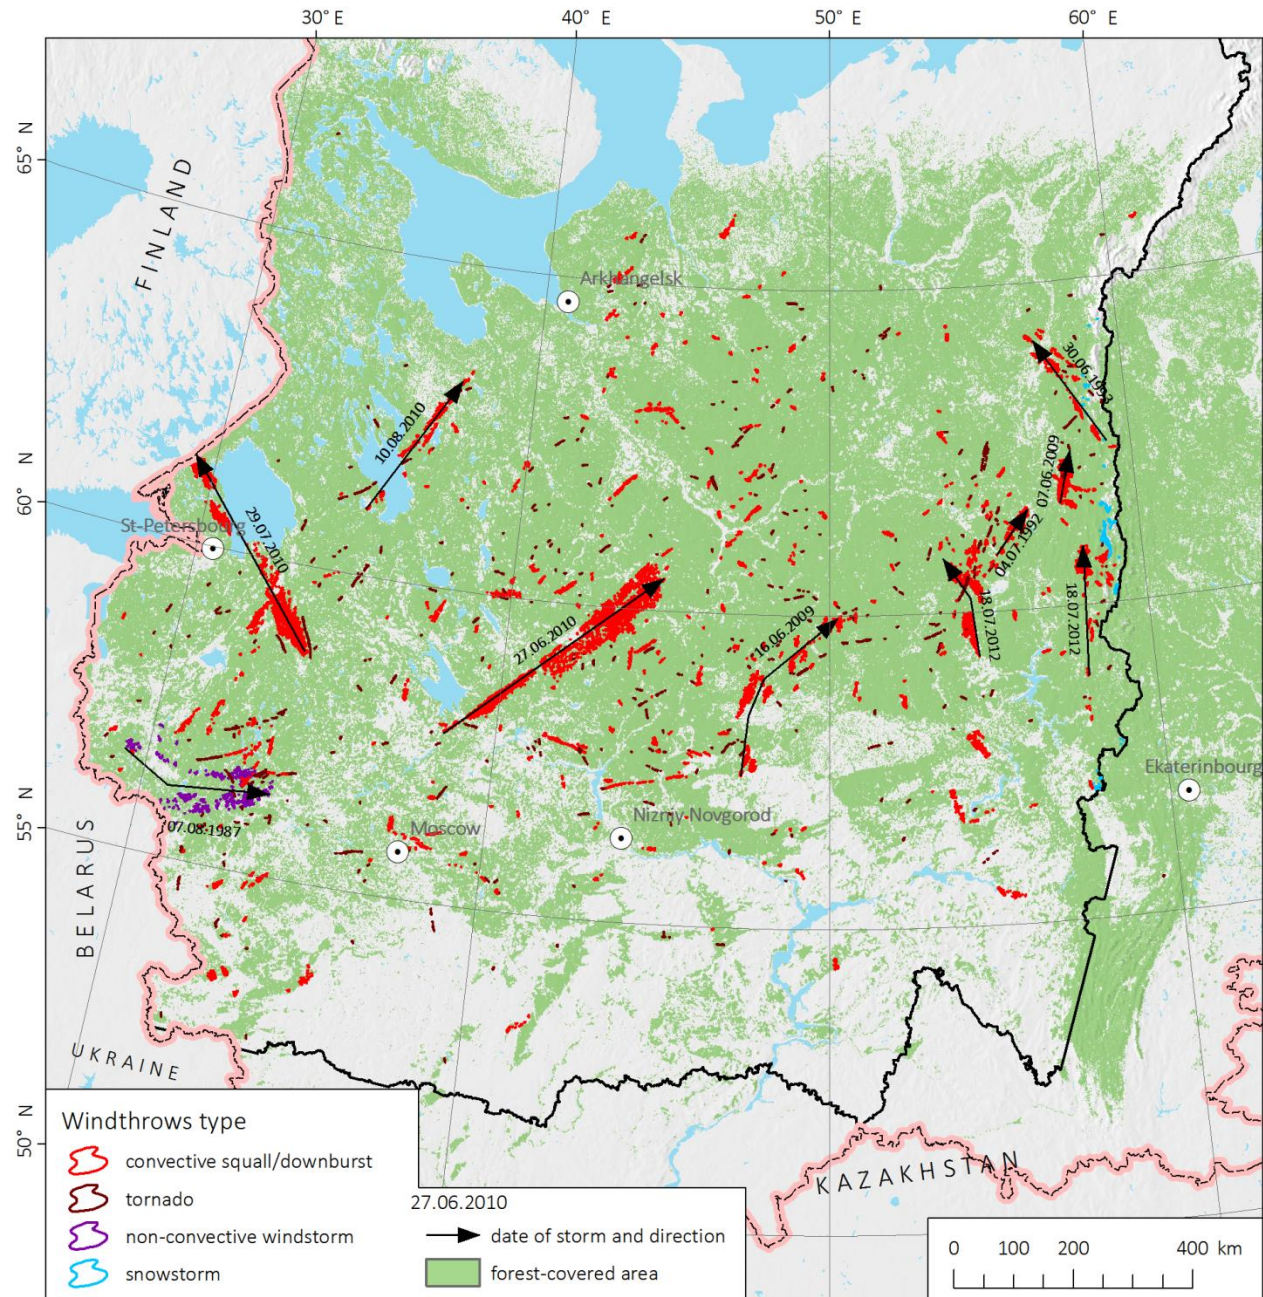 30° E
40° E
50° E
60° E
65° N
FINLAND
Arkhangelsk
30.06.1993
10.08.2010
60° N
07.06.2009
St-Petersbourg
29.07.2010
04.07.1992
18.07.2012
18.07.2012
27.06.2010
16.06.2009
Ekaterinbourg
07.08.1987
Moscow
Nizniy Novgorod
55° N
BELARUS
UKRAINE
50° N
KAZAKHSTAN
Windthrows type
convective squall/downburst
tornado
non-convective windstorm
snowstorm
27.06.2010
date of storm and direction
forest-covered area
0 100 200 400 km